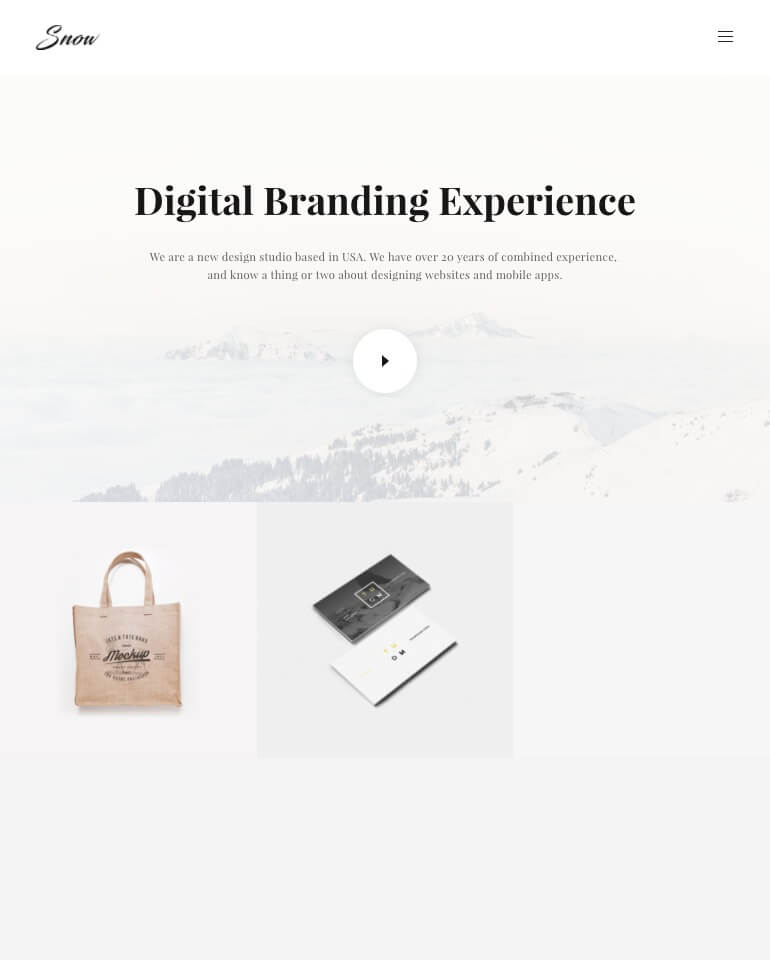 Snow
Digital Branding Experience
We are a new design studio based in USA. We have over 20 years of combined experience,
and know a thing or two about designing websites and mobile apps.
Mockup